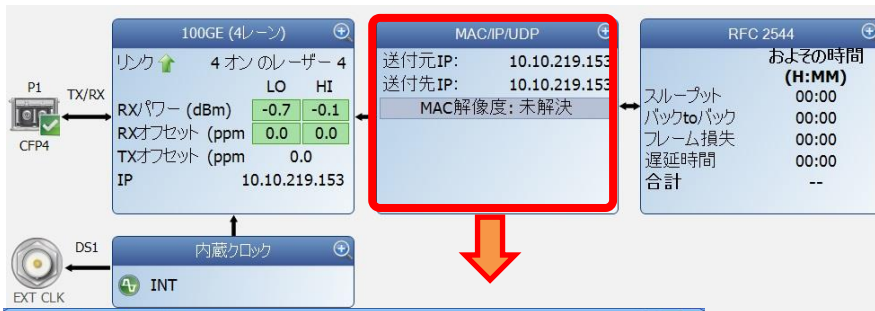 100GE (4レーン)
リンク 4 オン のレーザー 4
LO HI
RXパワー (dBm) -0.7 -0.1
RXオフセット (ppm 0.0 0.0
TXオフセット (ppm 0.0
IP 10.10.219.153
P1
TX/RX
CFP4
MAC/IP/UDP
送付元IP: 10.10.219.153
送付先IP: 10.10.219.153
MAC解像度: 未解決
RFC 2544
およその時間
(H:MM)
スループット 00:00
バックtoバック 00:00
フレーム損失 00:00
遅延時間 00:00
合計 --
DS1
EXT CLK
内蔵クロック
INT